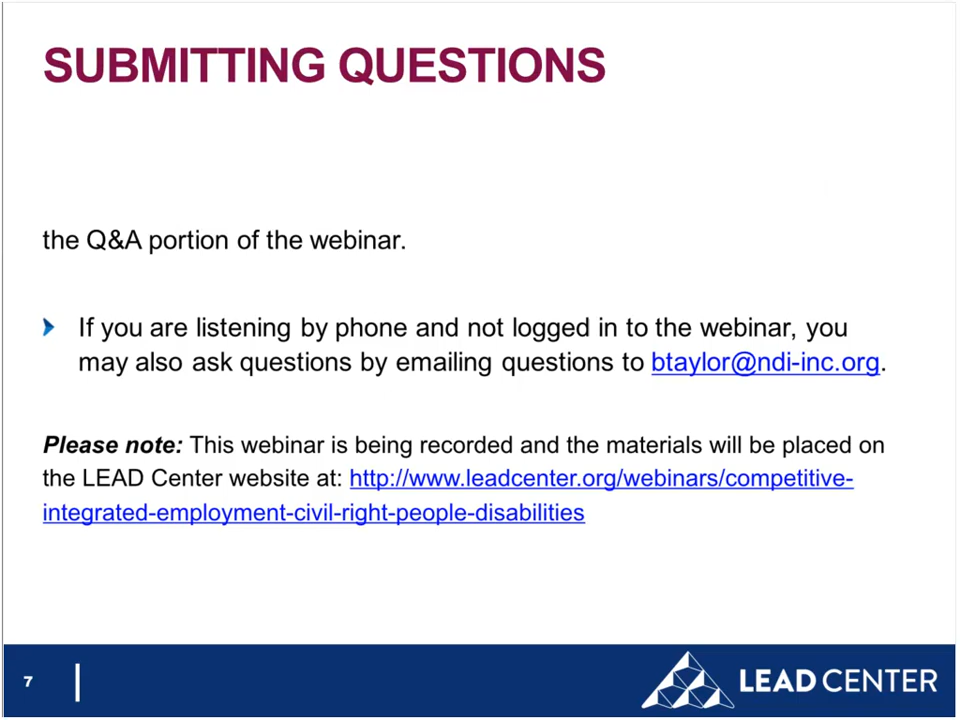 SUBMITTING QUESTIONS
the Q&A portion of the webinar.
If you are listening by phone and not logged in to the webinar, you
may also ask questions by emailing questions to btaylor@ndi-inc.org.
Please note: This webinar is being recorded and the materials will be placed on
the LEAD Center website at: http://www.leadcenter.org/webinars/competitive-
integrated-employment-civil-right-people-disabilities
7
LEAD CENTER